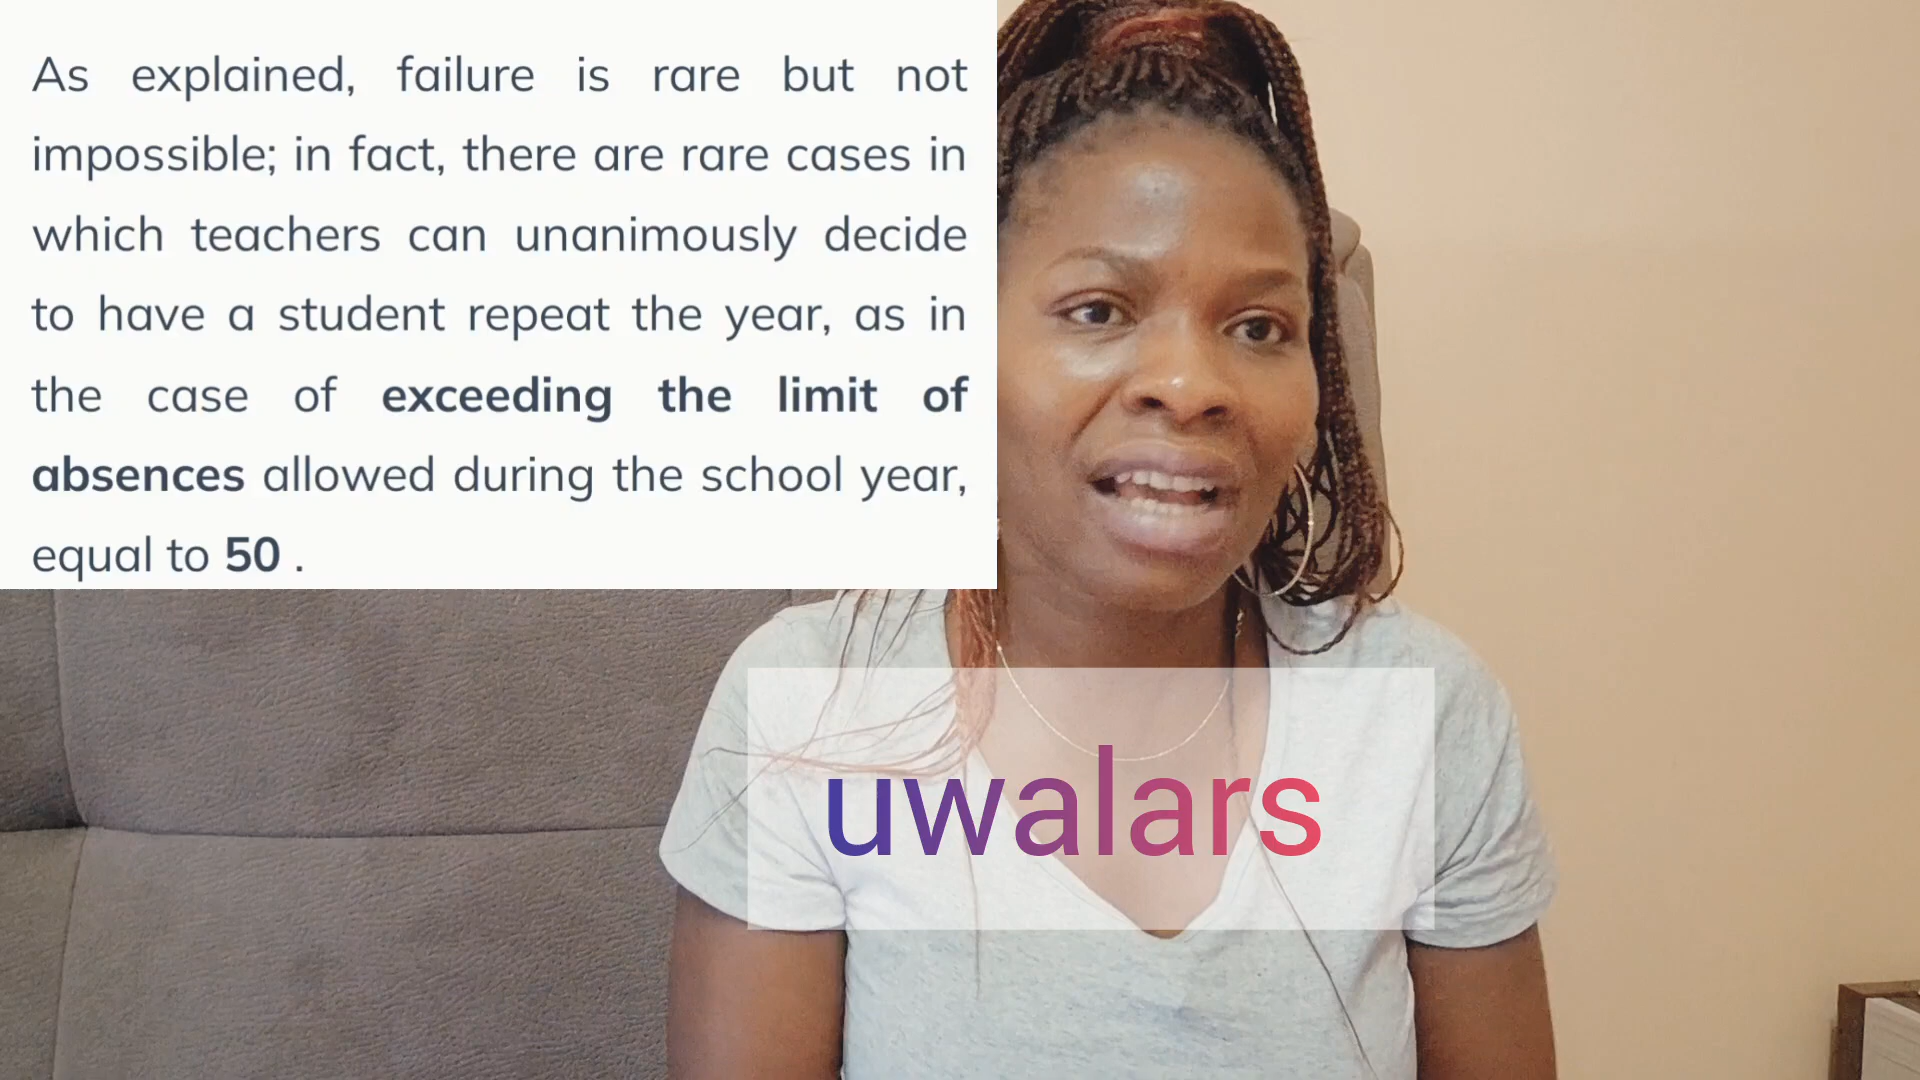 As explained, failure is rare but not
impossible; in fact, there are rare cases in
which teachers can unanimously decide
to have a student repeat the year, as in
the case of exceeding the limit of
absences allowed during the school year,
equal to 50 .
uwalars